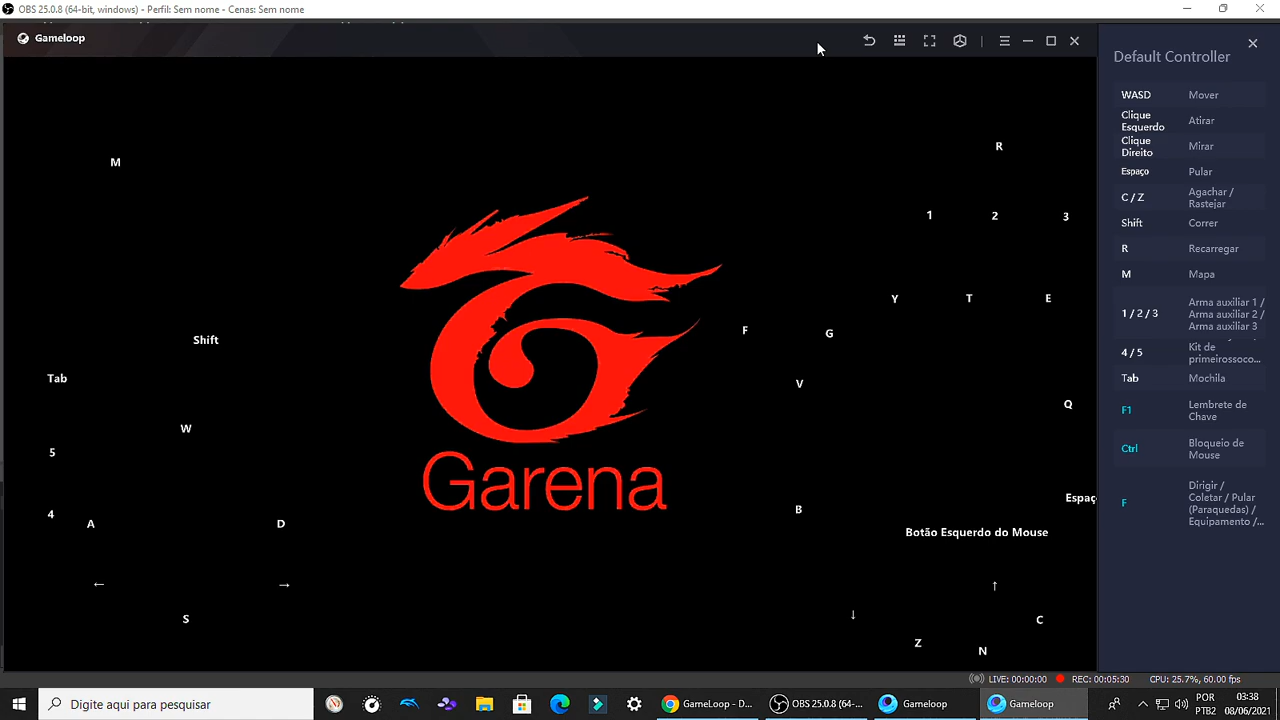 OBS 25.0.8 (64-bit, windows) - Perfil: Sem nome - Cenas: Sem nome
Gameloop
M
R
1 2 3
Y T E
F G
Shift
Tab
V
Q
W
5
4
A D
Espaç
B
Botão Esquerdo do Mouse
← →
↑
↓
S
C
Z
N
Garena
Default Controller
WASD Mover
Clique
Esquerdo
Atirar
Clique
Direito
Mirar
Espaço Pular
C / Z
Agachar /
Rastejar
Shift Correr
R Recarregar
M Mapa
1 / 2 / 3
Arma auxiliar 1 /
Arma auxiliar 2 /
Arma auxiliar 3
4 / 5
Kit de
primeirossoco...
Tab Mochila
F1
Lembrete de
Chave
Ctrl
Bloqueio de
Mouse
F
Dirigir /
Coletar / Pular
(Paraquedas) /
Equipamento /...
LIVE: 00:00:00 REC: 00:05:30 CPU: 25.7%, 60.00 fps
Digite aqui para pesquisar
GameLoop - D...
OBS 25.0.8 (64-...
Gameloop
Gameloop
POR
PTB2
03:38
08/06/2021